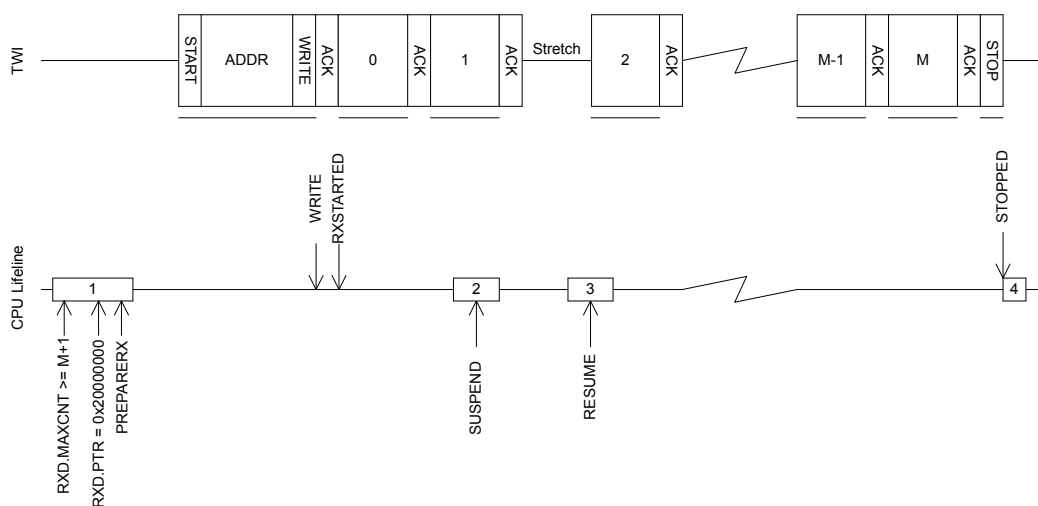 TWI
START
ADDR
WRITE
ACK
0
ACK
1
ACK
Stretch
2
ACK
M-1
ACK
M
ACK
STOP
CPU Lifeline
WRITE
RXSTARTED
STOPPED
1
2
3
4
RXD.MAXCNT >= M+1
RXD.PTR = 0x20000000
PREPARERX
SUSPEND
RESUME